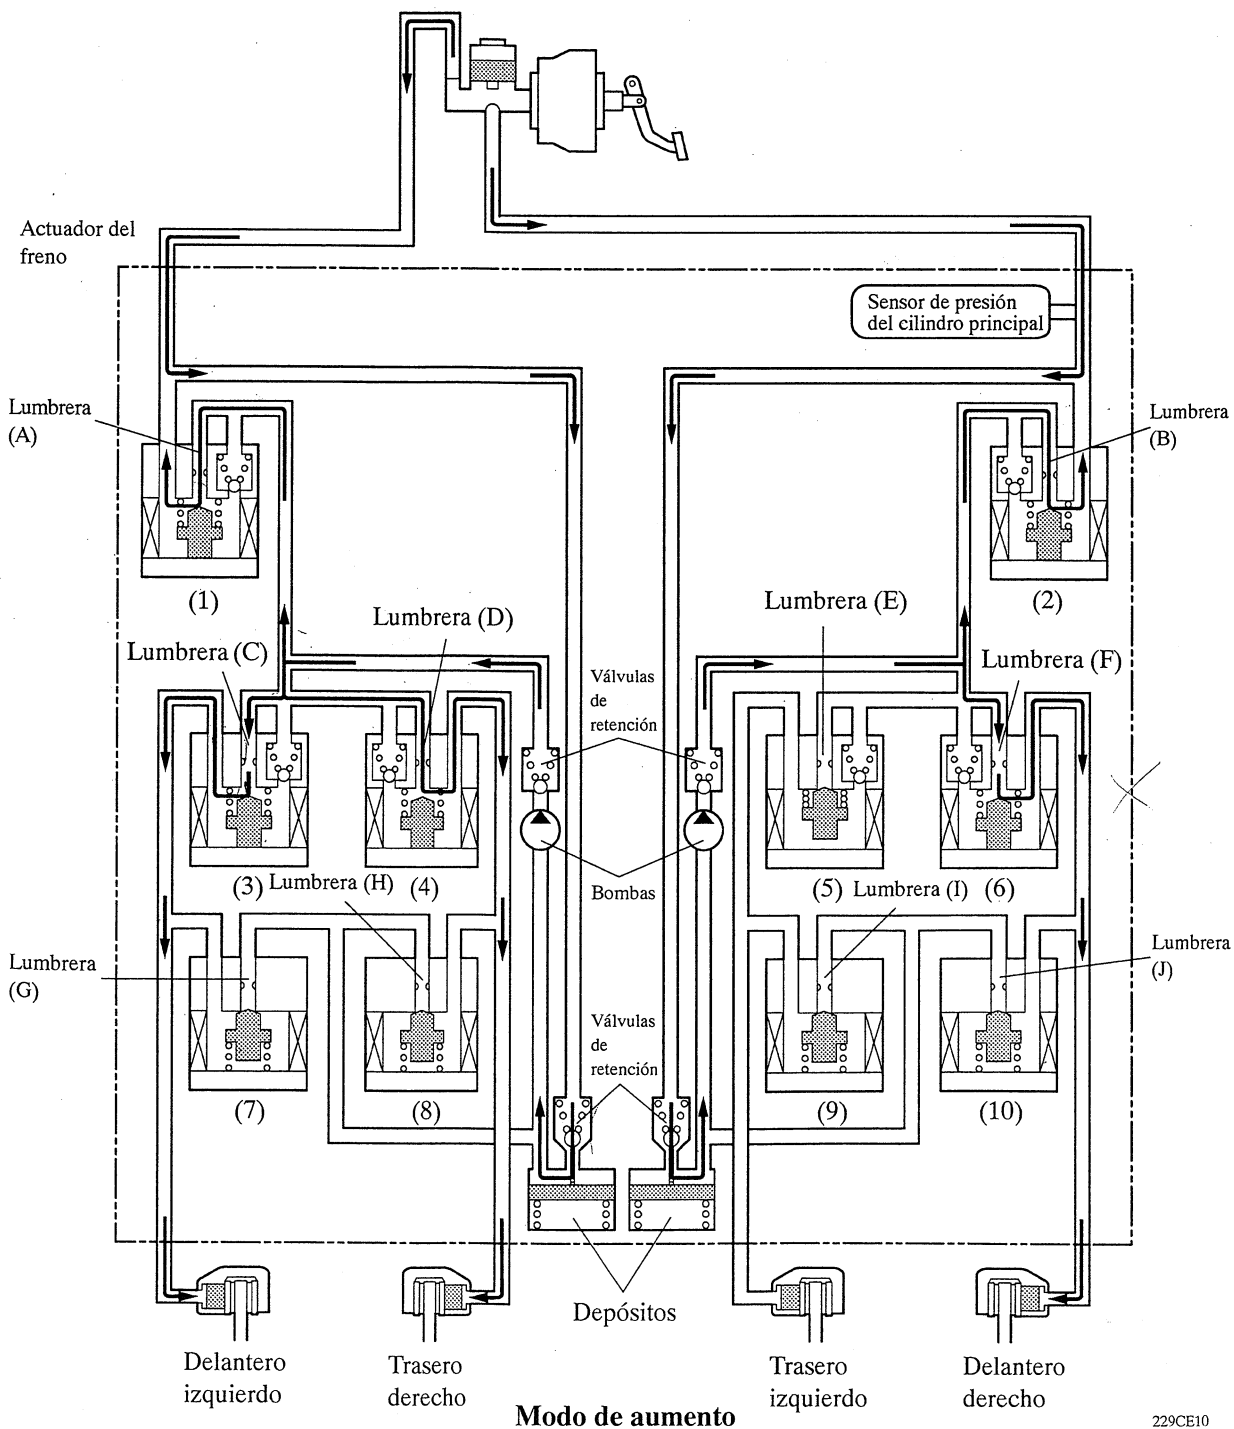 Actuador del
freno
Sensor de presión
del cilindro principal
Lumbrera
(A)
Lumbrera
(B)
(1)
(2)
Lumbrera (D)
Lumbrera (E)
Lumbrera (C)
Lumbrera (F)
Válvulas
de
retención
(3)
Lumbrera (H)
(4)
Bombas
(5)
Lumbrera (I)
(6)
Lumbrera
(G)
Lumbrera
(J)
Válvulas
de
retención
(7)
(8)
(9)
(10)
Depósitos
Delantero
izquierdo
Trasero
derecho
Trasero
izquierdo
Delantero
derecho
Modo de aumento
229CE10